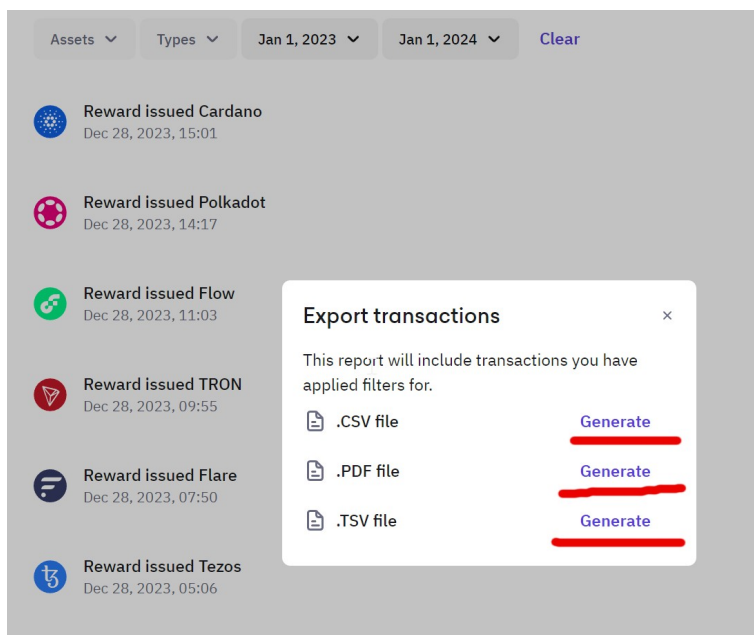 Assets
Types
Jan 1, 2023
Jan 1, 2024
Clear
Reward issued Cardano
Dec 28, 2023, 15:01
Reward issued Polkadot
Dec 28, 2023, 14:17
Reward issued Flow
Dec 28, 2023, 11:03
Reward issued TRON
Dec 28, 2023, 09:55
Reward issued Flare
Dec 28, 2023, 07:50
Reward issued Tezos
Dec 28, 2023, 05:06
Export transactions
This report will include transactions you have
applied filters for.
.CSV file
Generate
.PDF file
Generate
.TSV file
Generate